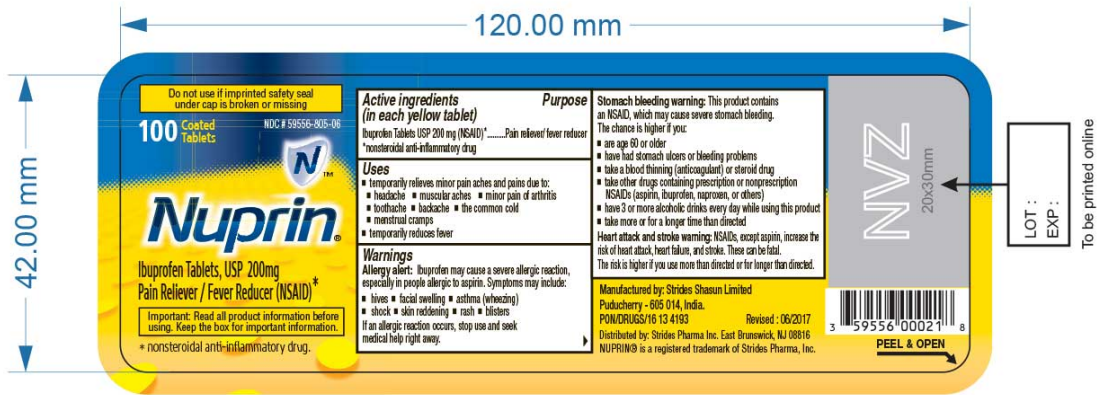 120.00 mm
42.00 mm
Do not use if imprinted safety seal
under cap is broken or missing
100 Coated
Tablets
NDC # 59556-805-06
N
TM
Nuprin®
Ibuprofen Tablets, USP 200mg
Pain Reliever / Fever Reducer (NSAID)*
Important: Read all product information before
using. Keep the box for important information.
* nonsteroidal anti-inflammatory drug.
Active ingredients Purpose
(in each yellow tablet)
Ibuprofen Tablets USP 200 mg (NSAID)*.........Pain reliever/ fever reducer
*nonsteroidal anti-inflammatory drug
Uses
▪ temporarily relieves minor pain aches and pains due to:
▪ headache ▪ muscular aches ▪ minor pain of arthritis
▪ toothache ▪ backache ▪ the common cold
▪ menstrual cramps
▪ temporarily reduces fever
Warnings
Allergy alert: Ibuprofen may cause a severe allergic reaction,
especially in people allergic to aspirin. Symptoms may include:
▪ hives ▪ facial swelling ▪ asthma (wheezing)
▪ shock ▪ skin reddening ▪ rash ▪ blisters
If an allergic reaction occurs, stop use and seek
medical help right away.
Stomach bleeding warning: This product contains
an NSAID, which may cause severe stomach bleeding.
The chance is higher if you:
▪ are age 60 or older
▪ have had stomach ulcers or bleeding problems
▪ take a blood thinning (anticoagulant) or steroid drug
▪ take other drugs containing prescription or nonprescription
NSAIDs (aspirin, ibuprofen, naproxen, or others)
▪ have 3 or more alcoholic drinks every day while using this product
▪ take more or for a longer time than directed
Heart attack and stroke warning: NSAIDs, except aspirin, increase the
risk of heart attack, heart failure, and stroke. These can be fatal.
The risk is higher if you use more than directed or for longer than directed.
Manufactured by: Strides Shasun Limited
Puducherry - 605 014, India.
PON/DRUGS/16 13 4193 Revised : 06/2017
Distributed by: Strides Pharma Inc. East Brunswick, NJ 08816
NUPRIN® is a registered trademark of Strides Pharma, Inc.
NVZ
20x30mm
3 59556 00021 8
PEEL & OPEN
LOT :
EXP :
To be printed online